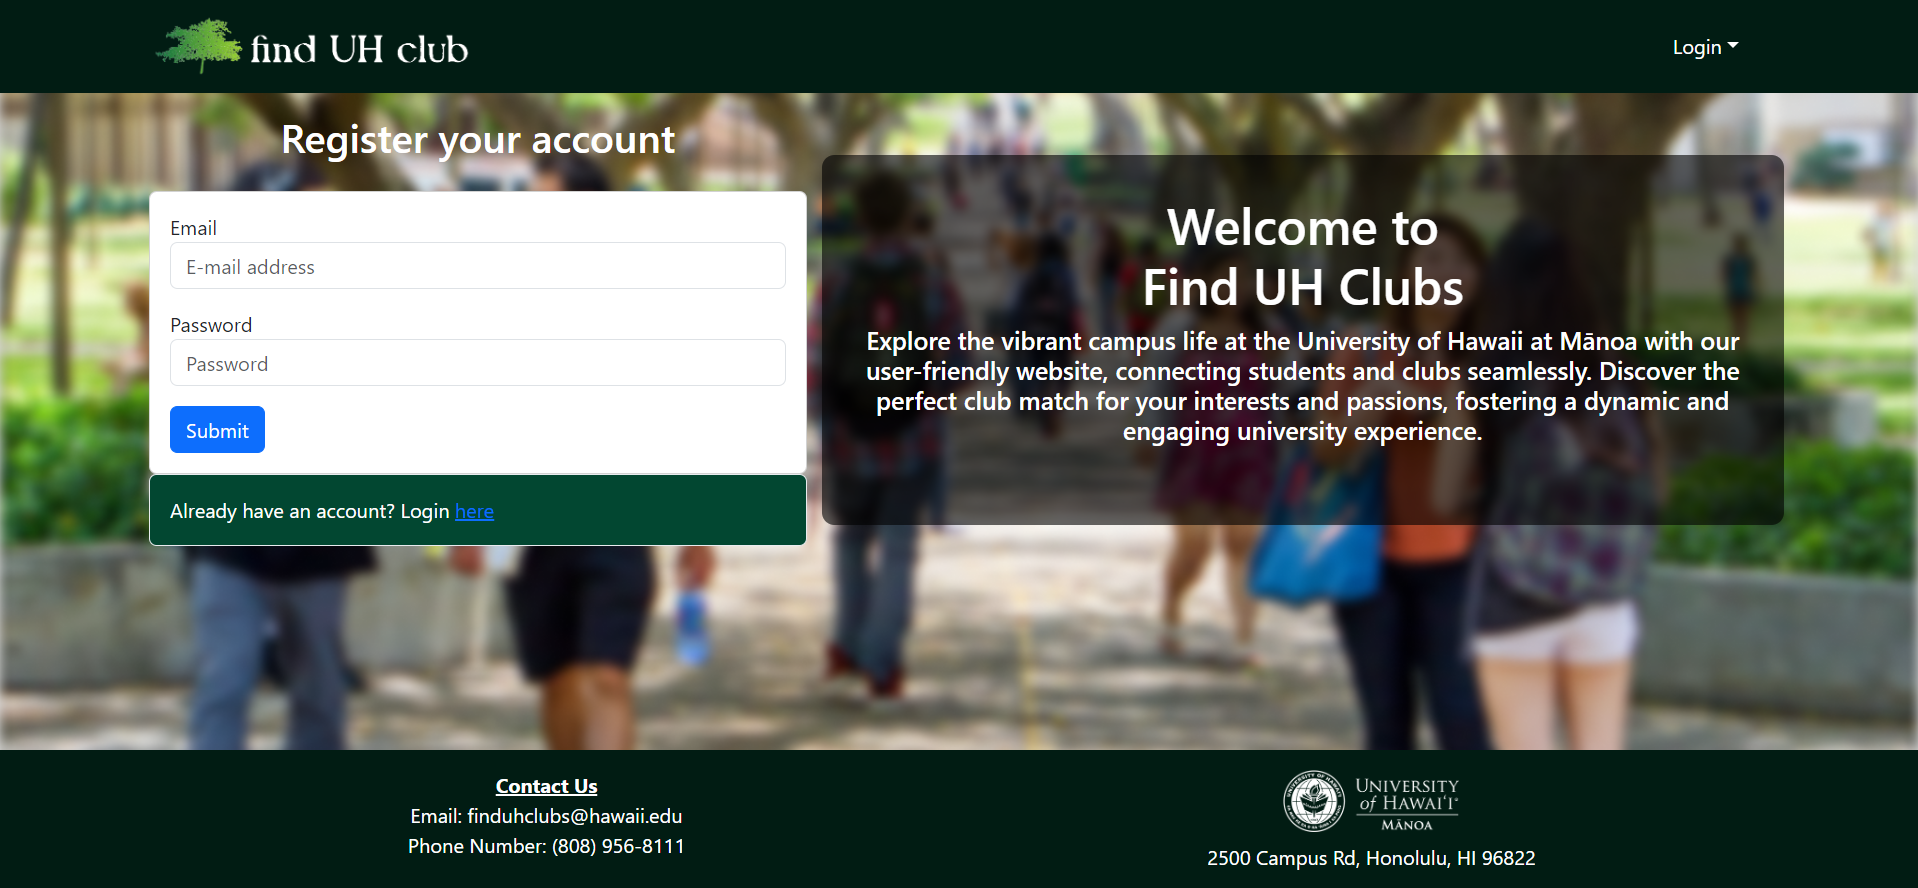 find UH club
Login
Register your account
Email
E-mail address
Password
Password
Submit
Already have an account? Login here
Welcome to
Find UH Clubs
Explore the vibrant campus life at the University of Hawaii at Mānoa with our
user-friendly website, connecting students and clubs seamlessly. Discover the
perfect club match for your interests and passions, fostering a dynamic and
engaging university experience.
Contact Us
Email: finduhclubs@hawaii.edu
Phone Number: (808) 956-8111
UNIVERSITY
of HAWAIʻI
MĀNOA
2500 Campus Rd, Honolulu, HI 96822